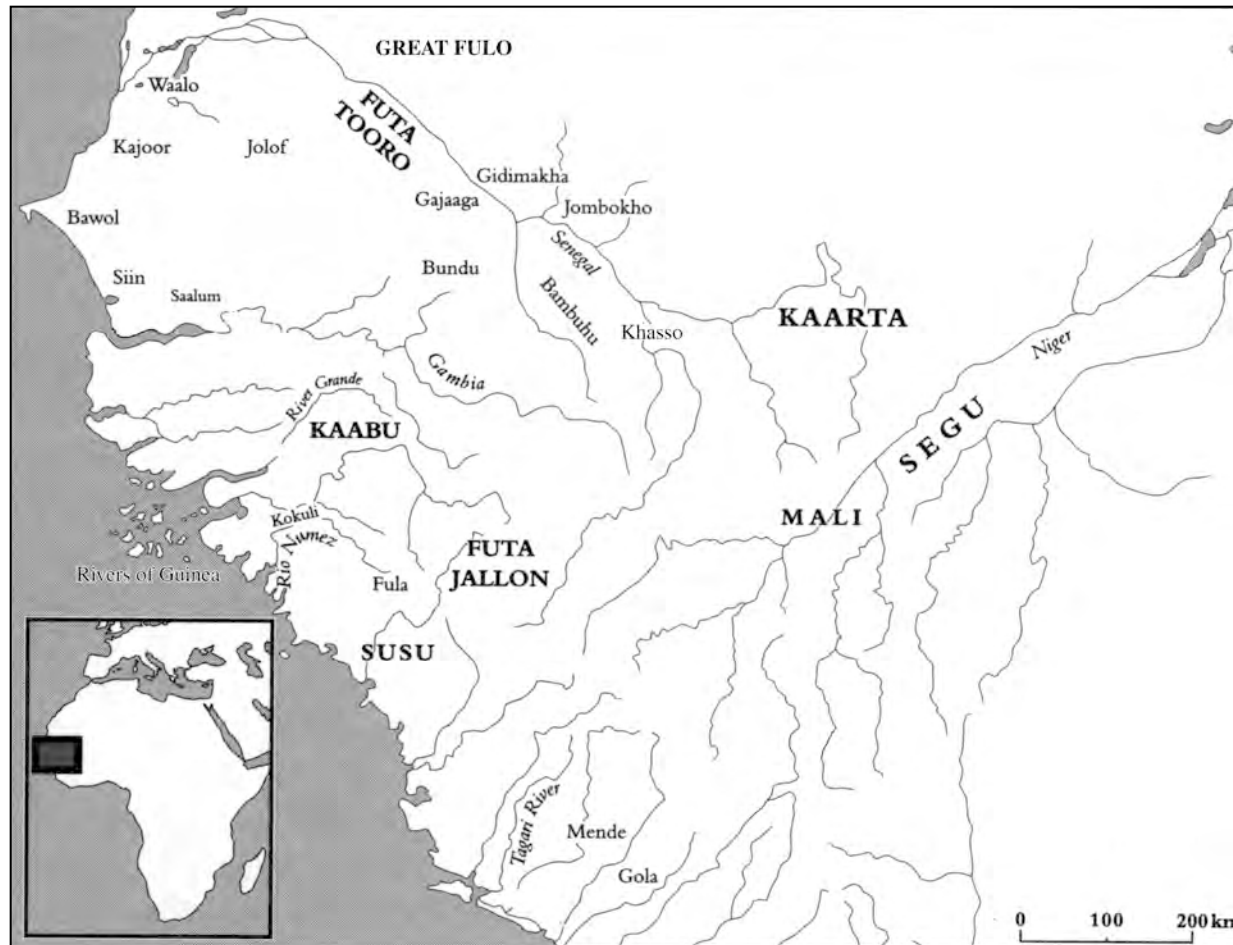 GREAT FULO
Waalo
FUTA
TOORO
Kajoor
Jolof
Gidimakha
Gajaaga
Jombokho
Bawol
Senegal
Bundu
Siin
Saalum
Bambuhu
KAARTA
Khasso
Niger
Gambia
River Grande
KAABU
SEGU
MALI
Kokuli
Rio Numez
FUTA
JALLON
Rivers of Guinea
Fula
SUSU
Tagari River
Mende
Gola
0 100 200 km